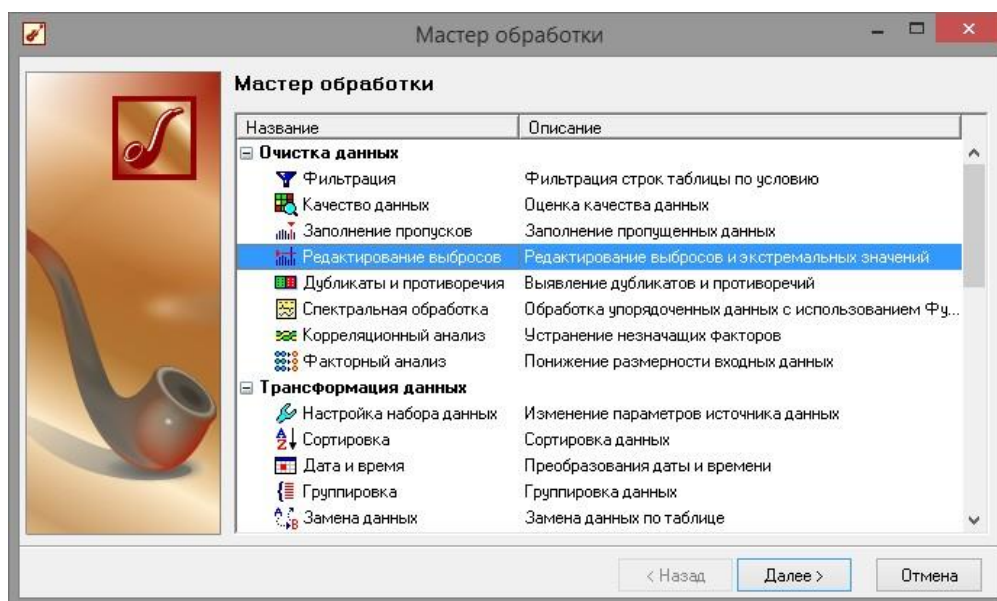 Мастер обработки
Мастер обработки
Название Описание
Очистка данных
Фильтрация Фильтрация строк таблицы по условию
Качество данных Оценка качества данных
Заполнение пропусков Заполнение пропущенных данных
Редактирование выбросов Редактирование выбросов и экстремальных значений
Дубликаты и противоречия Выявление дубликатов и противоречий
Спектральная обработка Обработка упорядоченных данных с использованием Фу...
Корреляционный анализ Устранение незначащих факторов
Факторный анализ Понижение размерности входных данных
Трансформация данных
Настройка набора данных Изменение параметров источника данных
Сортировка Сортировка данных
Дата и время Преобразования даты и времени
Группировка Группировка данных
Замена данных Замена данных по таблице
< Назад Далее > Отмена